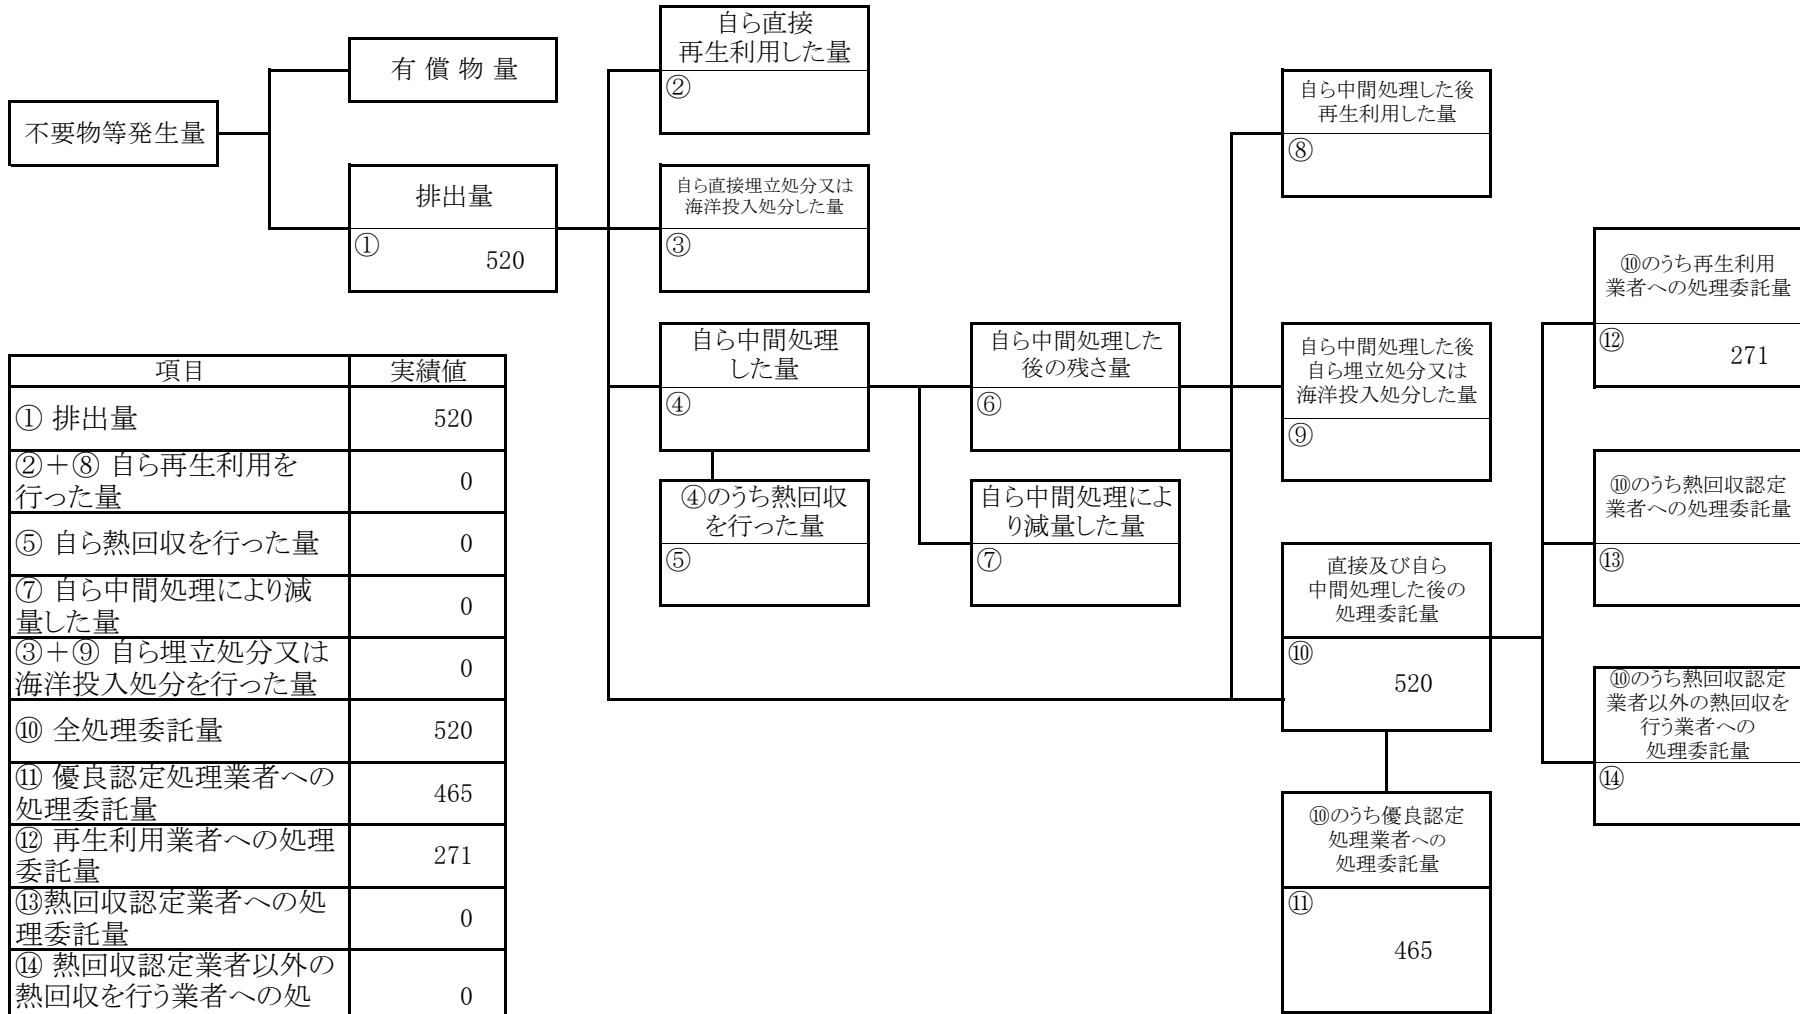 不要物等発生量
有 償 物 量
排出量
①
520
自ら直接
再生利用した量
②
自ら直接埋立処分又は
海洋投入処分した量
③
自ら中間処理
した量
④
④のうち熱回収
を行った量
⑤
自ら中間処理した
後の残さ量
⑥
自ら中間処理によ
り減量した量
⑦
自ら中間処理した後
再生利用した量
⑧
自ら中間処理した後
自ら埋立処分又は
海洋投入処分した量
⑨
直接及び自ら
中間処理した後の
処理委託量
⑩
520
⑩のうち優良認定
処理業者への
処理委託量
⑪
465
⑩のうち再生利用
業者への処理委託量
⑫
271
⑩のうち熱回収認定
業者への処理委託量
⑬
⑩のうち熱回収認定
業者以外の熱回収を
行う業者への
処理委託量
⑭
項目 実績値
① 排出量 520
②＋⑧ 自ら再生利用を
行った量 0
⑤ 自ら熱回収を行った量 0
⑦ 自ら中間処理により減
量した量 0
③＋⑨ 自ら埋立処分又は
海洋投入処分を行った量 0
⑩ 全処理委託量 520
⑪ 優良認定処理業者への
処理委託量 465
⑫ 再生利用業者への処理
委託量 271
⑬熱回収認定業者への処
理委託量 0
⑭ 熱回収認定業者以外の
熱回収を行う業者への処 0